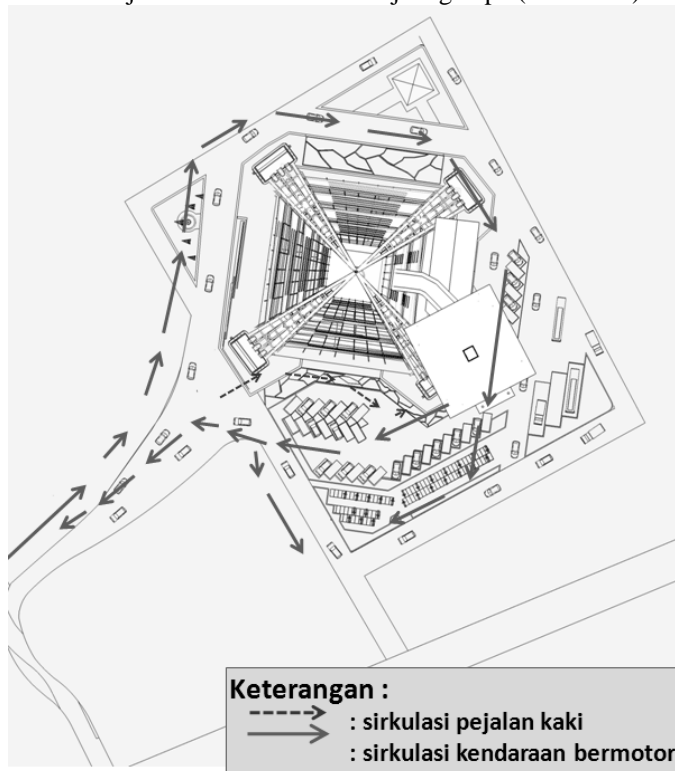 Keterangan :
: sirkulasi pejalan kaki
: sirkulasi kendaraan bermotor